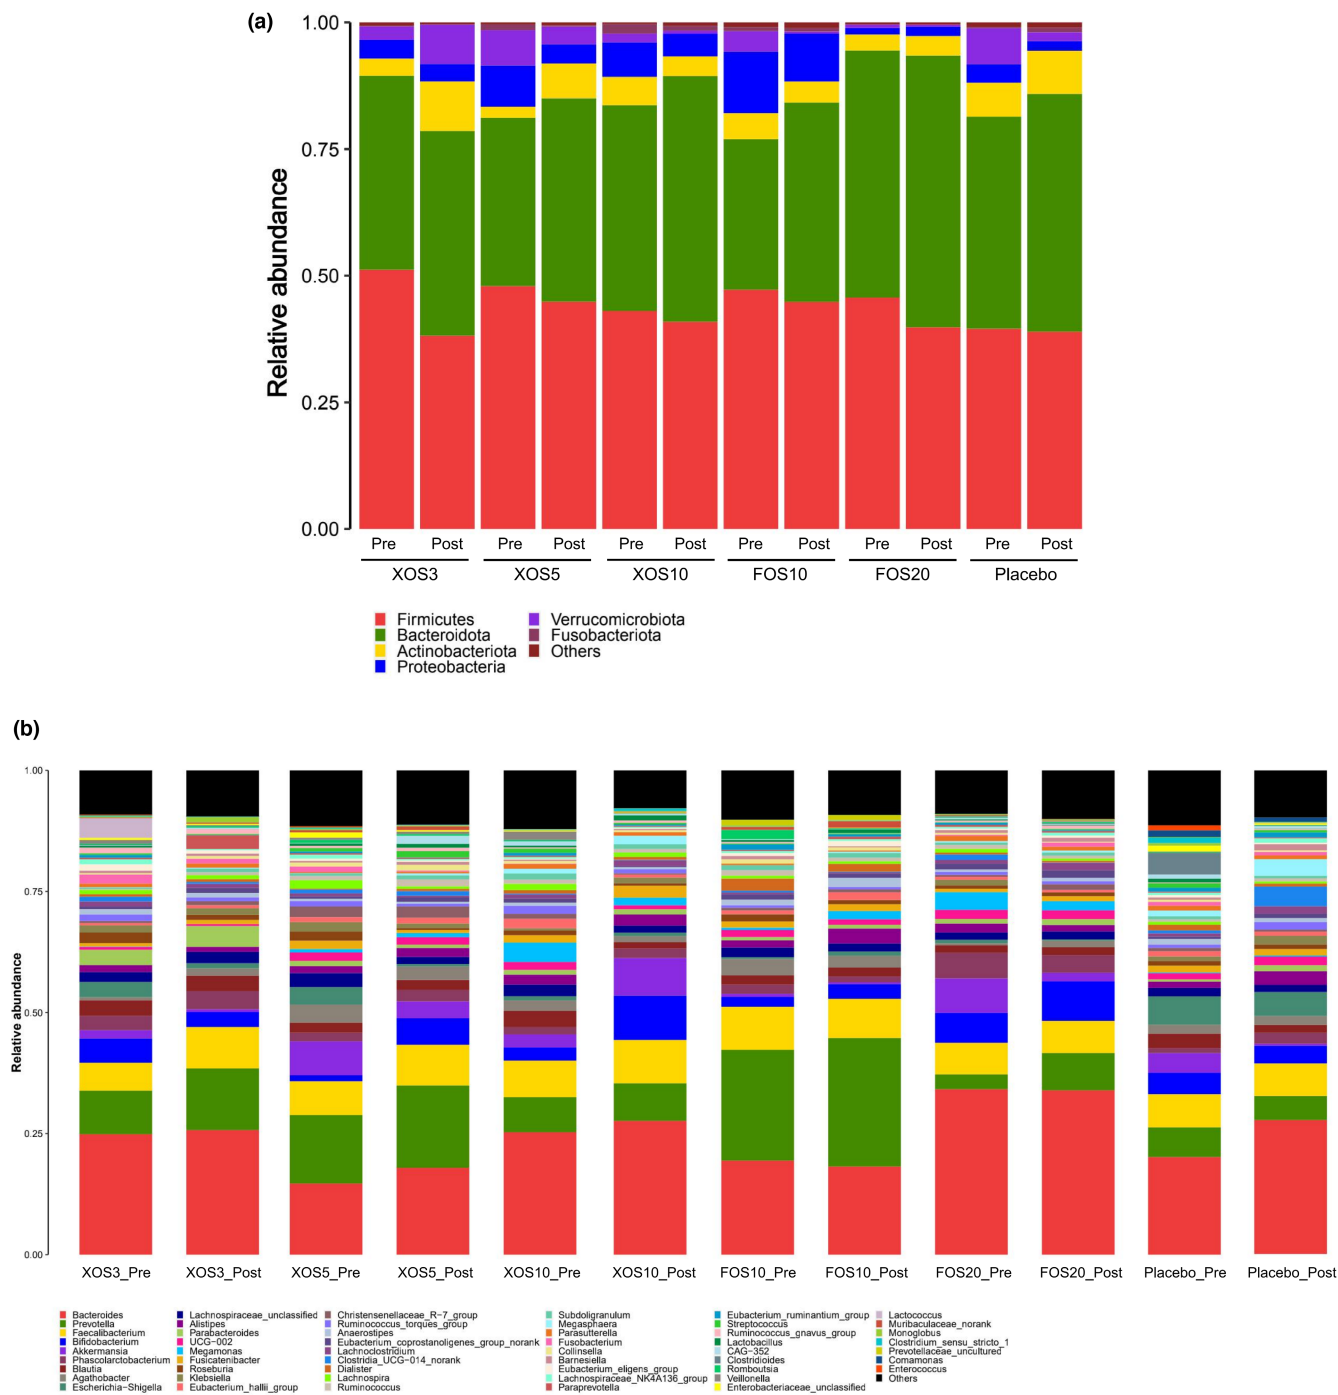 (a)
Relative abundance
1.00
0.75
0.50
0.25
0.00
Pre Post Pre Post Pre Post Pre Post Pre Post Pre Post
XOS3 XOS5 XOS10 FOS10 FOS20 Placebo
Firmicutes Verrucomicrobiota
Bacteroidota Fusobacteriota
Actinobacteriota Others
Proteobacteria
(b)
Relative abundance
1.00
0.75
0.50
0.25
0.00
XOS3_Pre XOS3_Post XOS5_Pre XOS5_Post XOS10_Pre XOS10_Post FOS10_Pre FOS10_Post FOS20_Pre FOS20_Post Placebo_Pre Placebo_Post
Bacteroides Lachnospiraceae_unclassified Christensenellaceae_R-7_group Subdoligranulum Eubacterium_ruminantium_group Lactococcus
Prevotella Alistipes Ruminococcus_torques_group Megasphaera Streptococcus Muribaculaceae_norank
Faecalibacterium Parabacteroides Anaerostipes Parasutterella Ruminococcus_gnavus_group Monoglobus
Bifidobacterium UCG-002 Eubacterium_coprostanoligenes_group_norank Fusobacterium Lactobacillus Clostridium_sensu_stricto_1
Akkermansia Megamonas Lachnoclostridium Collinsella CAG-352 Prevotellaceae_uncultured
Phascolarctobacterium Fusicatenibacter Clostridia_UCG-014_norank Barnesiella Clostridioides Comamonas
Blautia Roseburia Dialister Eubacterium_eligens_group Romboutsia Enterococcus
Agathobacter Klebsiella Lachnospira Lachnospiraceae_NK4A136_group Veillonella Others
Escherichia-Shigella Eubacterium_hallii_group Ruminococcus Paraprevotella Enterobacteriaceae_unclassified